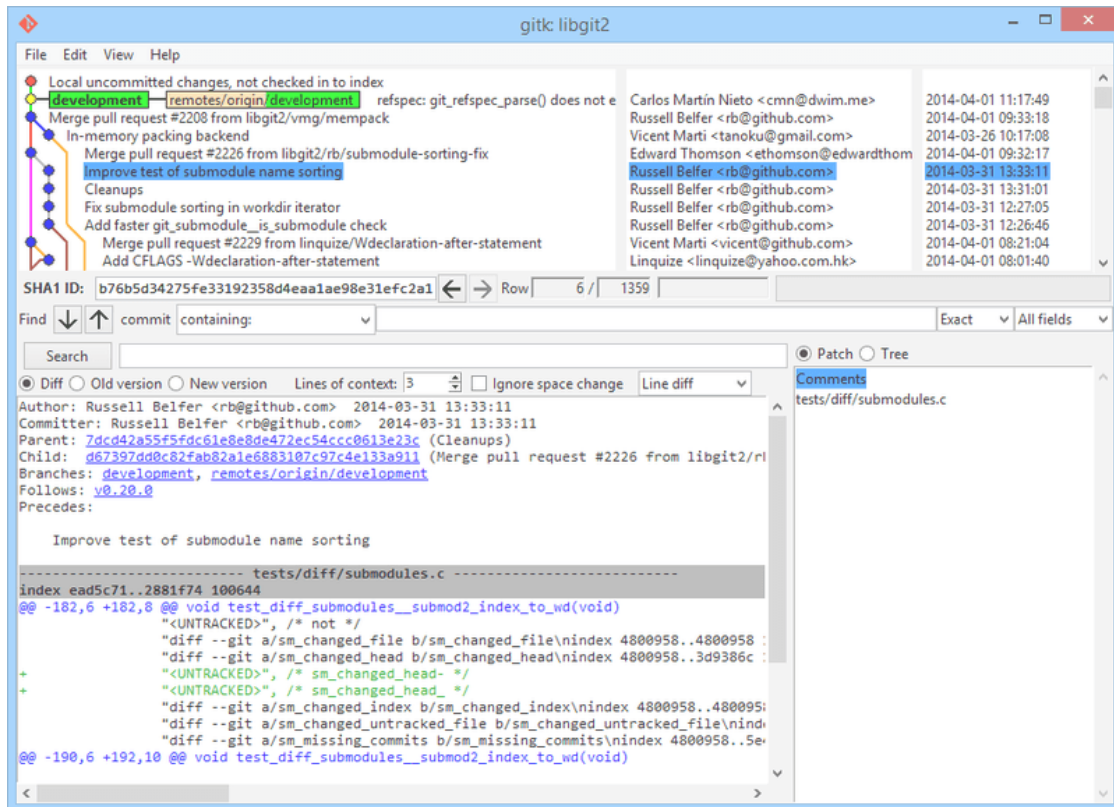 gitk: libgit2
File Edit View Help
Local uncommitted changes, not checked in to index
development remotes/origin/development refspec: git_refspec_parse() does not e Carlos Martín Nieto <cmn@dwim.me> 2014-04-01 11:17:49
Merge pull request #2208 from libgit2/vmg/mempack Russell Belfer <rb@github.com> 2014-04-01 09:33:18
In-memory packing backend Vicent Marti <tanoku@gmail.com> 2014-03-26 10:17:08
Merge pull request #2226 from libgit2/rb/submodule-sorting-fix Edward Thomson <ethomson@edwardthom 2014-04-01 09:32:17
Improve test of submodule name sorting Russell Belfer <rb@github.com> 2014-03-31 13:33:11
Cleanups Russell Belfer <rb@github.com> 2014-03-31 13:31:01
Fix submodule sorting in workdir iterator Russell Belfer <rb@github.com> 2014-03-31 12:27:05
Add faster git_submodule__is_submodule check Russell Belfer <rb@github.com> 2014-03-31 12:26:46
Merge pull request #2229 from linquize/Wdeclaration-after-statement Vicent Marti <vicent@github.com> 2014-04-01 08:21:04
Add CFLAGS -Wdeclaration-after-statement Linquize <linquize@yahoo.com.hk> 2014-04-01 08:01:40
SHA1 ID: b76b5d34275fe33192358d4eaa1ae98e31efc2a1 Row 6 / 1359
Find commit containing: Exact All fields
Search
Patch Tree
Diff Old version New version Lines of context: 3 Ignore space change Line diff
Comments
tests/diff/submodules.c
Author: Russell Belfer <rb@github.com> 2014-03-31 13:33:11
Committer: Russell Belfer <rb@github.com> 2014-03-31 13:33:11
Parent: 7dcd42a55f5fdc61e8e8de472ec54ccc0613e23c (Cleanups)
Child: d67397dd0c82fab82a1e6883107c97c4e133a911 (Merge pull request #2226 from libgit2/rl
Branches: development, remotes/origin/development
Follows: v0.20.0
Precedes:
Improve test of submodule name sorting
--------------------------- tests/diff/submodules.c ---------------------------
index ead5c71..2881f74 100644
@@ -182,6 +182,8 @@ void test_diff_submodules__submod2_index_to_wd(void)
"<UNTRACKED>", /* not */
"diff --git a/sm_changed_file b/sm_changed_file\nindex 4800958..4800958
"diff --git a/sm_changed_head b/sm_changed_head\nindex 4800958..3d9386c
+ "<UNTRACKED>", /* sm_changed_head- */
+ "<UNTRACKED>", /* sm_changed_head_ */
"diff --git a/sm_changed_index b/sm_changed_index\nindex 4800958..480095
"diff --git a/sm_changed_untracked_file b/sm_changed_untracked_file\nind
"diff --git a/sm_missing_commits b/sm_missing_commits\nindex 4800958..5e
@@ -190,6 +192,10 @@ void test_diff_submodules__submod2_index_to_wd(void)